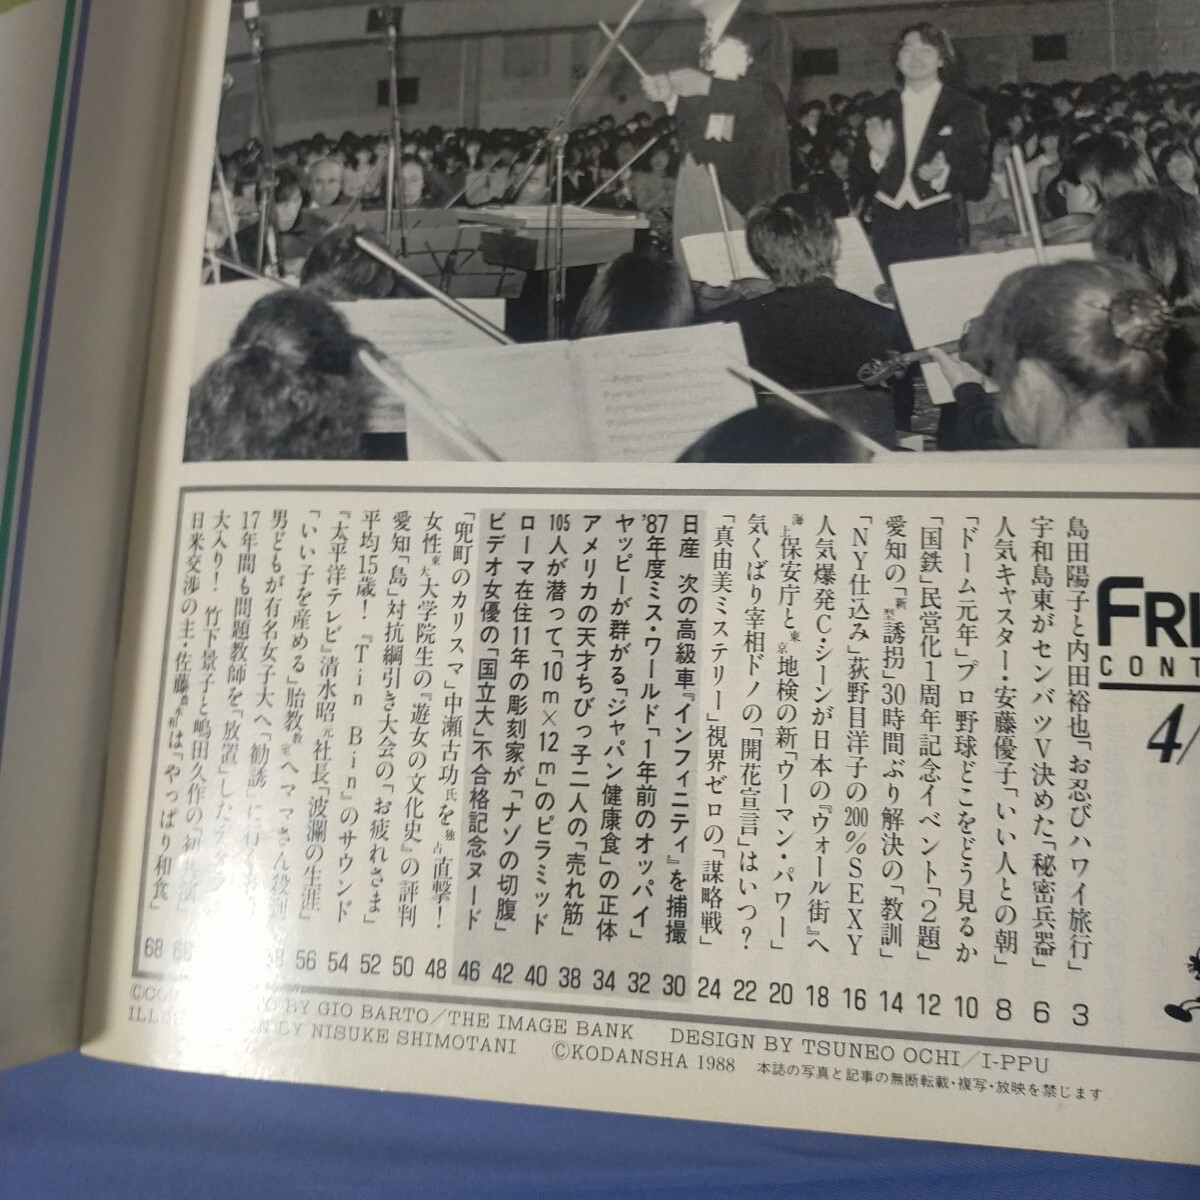 FRI
CONT
4/
島田陽子と内田裕也「お忍びハワイ旅行」 3
宇和島東がセンバツV決めた「秘密兵器」 6
人気キャスター・安藤優子「いい人との朝」 8
「ドーム元年」プロ野球どこをどう見るか 10
「国鉄」民営化1周年記念イベント「2題」 12
愛知の「新型誘拐」30時間ぶり解決の「教訓」 14
「NY仕込み」荻野目洋子の200%SEXY 16
人気爆発C・シーンが日本の『ウォール街』へ 18
海上保安庁と東京地検の新「ウーマン・パワー」 20
気くばり宰相ドノの「開花宣言」はいつ? 22
「真由美ミステリー」視界ゼロの「謀略戦」 24
日産 次の高級車『インフィニティ』を捕撮 30
'87年度ミス・ワールド「1年前のオッパイ」 32
ヤッピーが群がる「ジャパン健康食」の正体 34
アメリカの天才ちびっ子二人の「売れ筋」 38
105人が潜って「10m×12m」のピラミッド 40
ローマ在住11年の彫刻家が「ナゾの切腹」 42
ビデオ女優の「国立大」不合格記念ヌード 46
「兜町のカリスマ」中瀬古功氏を独占直撃! 48
女性東大大学院生の『遊女の文化史』の評判 50
愛知「島」対抗綱引き大会の「お疲れさま」 52
平均15歳!『Tin Bin』のサウンド 54
『太平洋テレビ』清水昭元社長「波瀾の生涯」 56
「いい子を産める」胎教教室へママさん殺到
男どもが有名女子大へ「勧誘」に行く
17年間も問題教師を「放置」した
大入り! 竹下景子と嶋田久作の「初共演」 66
日米交渉の主・佐藤農水相は「やっぱり和食」 68
BY GIO BARTO/THE IMAGE BANK DESIGN BY TSUNEO OCHI/I-PPU
BY NISUKE SHIMOTANI ©KODANSHA 1988 本誌の写真と記事の無断転載・複写・放映を禁じます